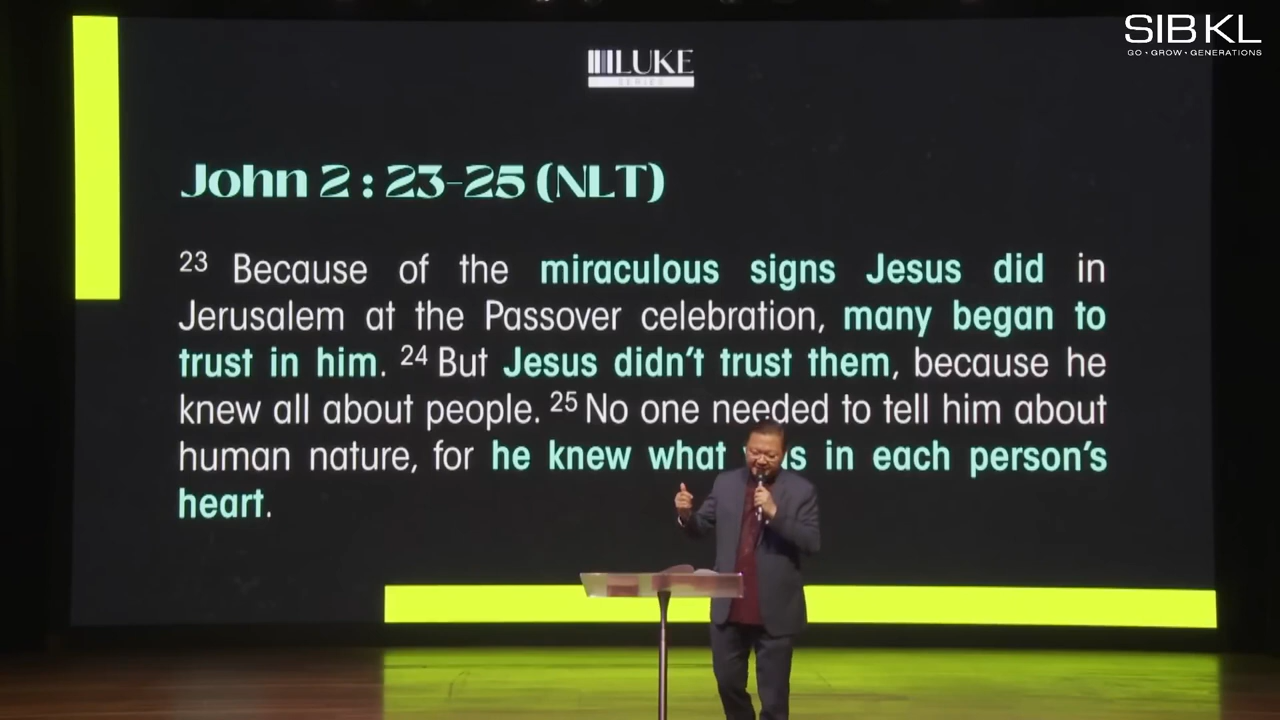 SIBKL
GO • GROW • GENERATIONS
LUKE
SERIES
John 2 : 23-25 (NLT)
23 Because of the miraculous signs Jesus did in
Jerusalem at the Passover celebration, many began to
trust in him. 24 But Jesus didn't trust them, because he
knew all about people. 25 No one needed to tell him about
human nature, for he knew what in each person's
heart.